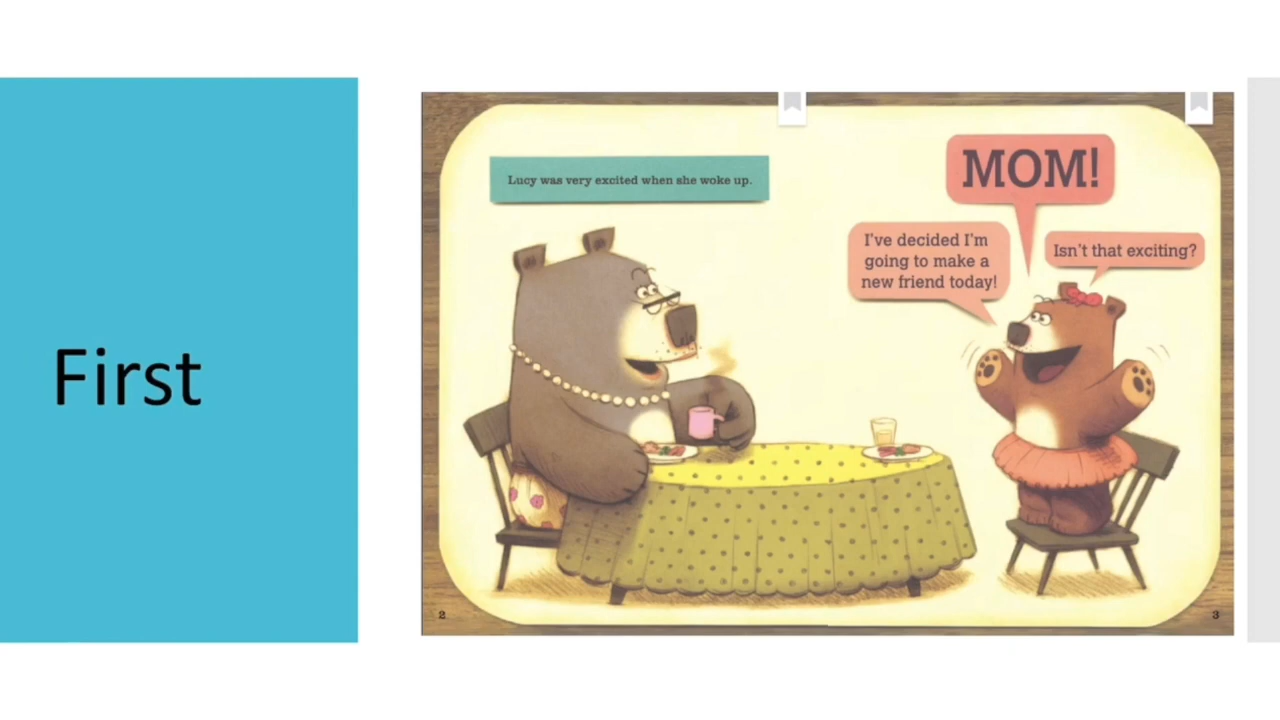 First
Lucy was very excited when she woke up.
MOM!
I've decided I'm
going to make a
new friend today!
Isn't that exciting?
2
3